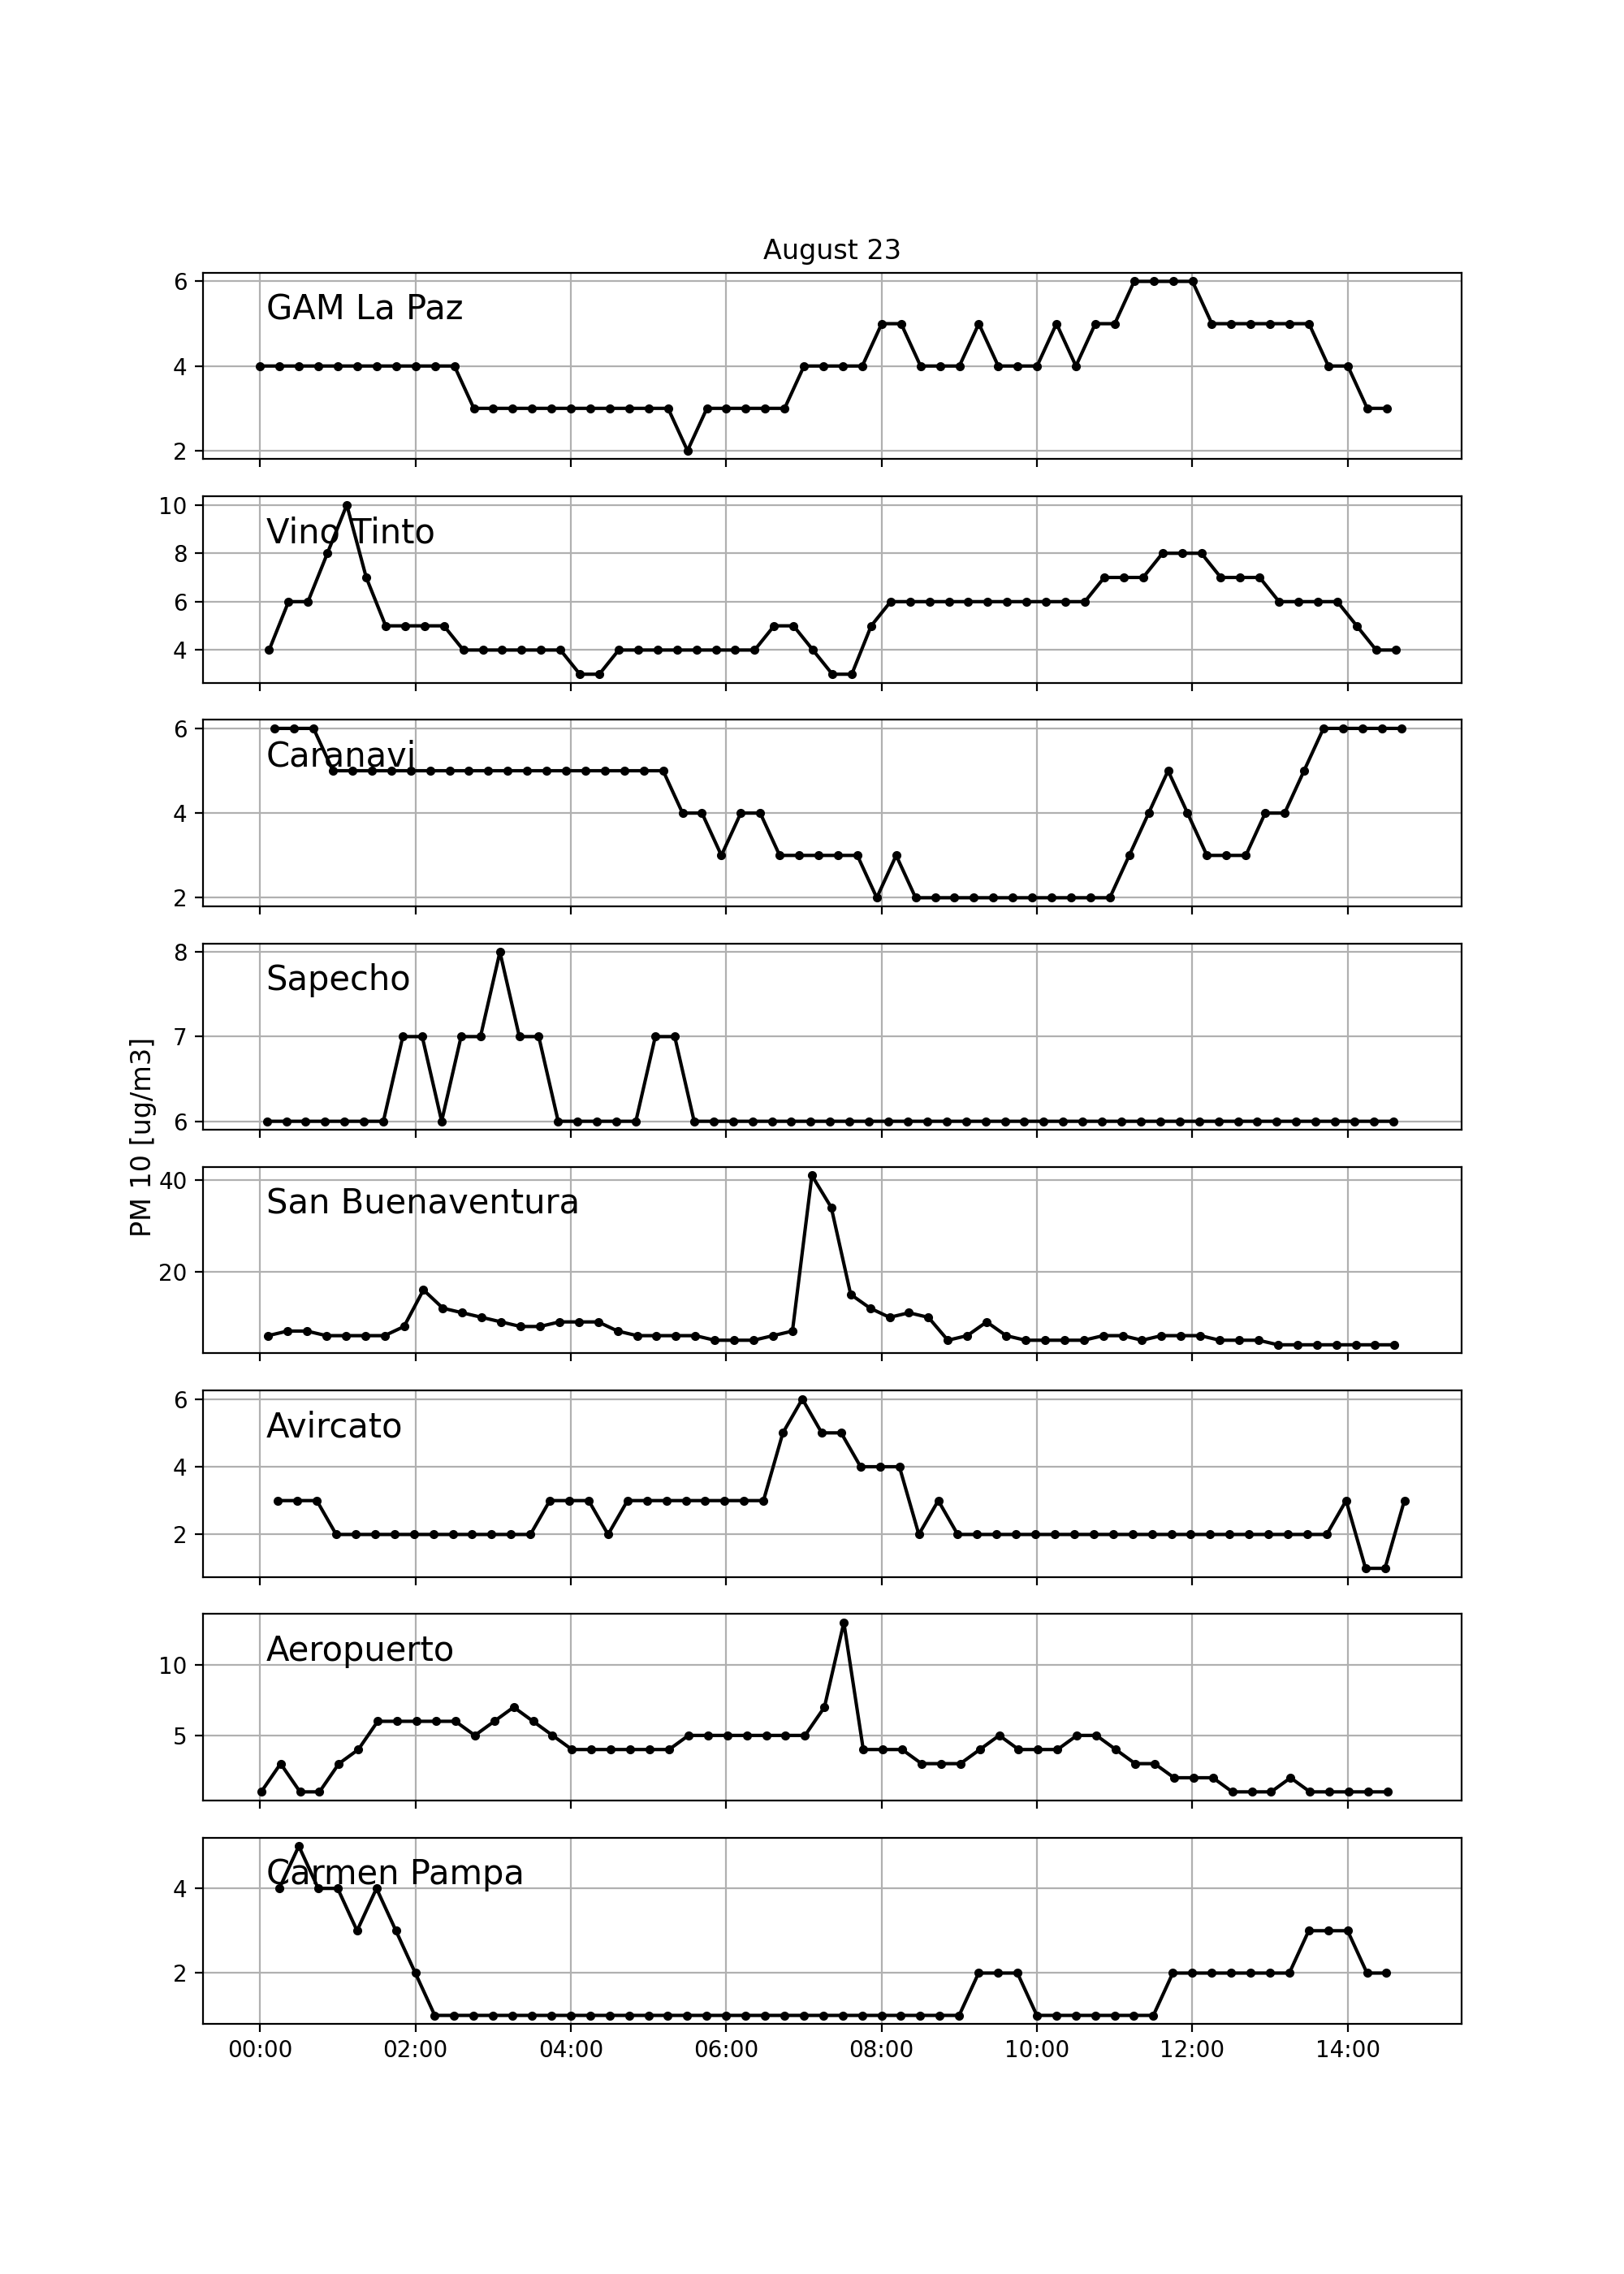 August 23
6
GAM La Paz
4
2
10
Vino Tinto
8
6
4
6
Caranavi
4
2
8
Sapecho
7
6
PM 10 [ug/m3]
40
San Buenaventura
20
6
Avircato
4
2
Aeropuerto
10
5
Carmen Pampa
4
2
00:00 02:00 04:00 06:00 08:00 10:00 12:00 14:00